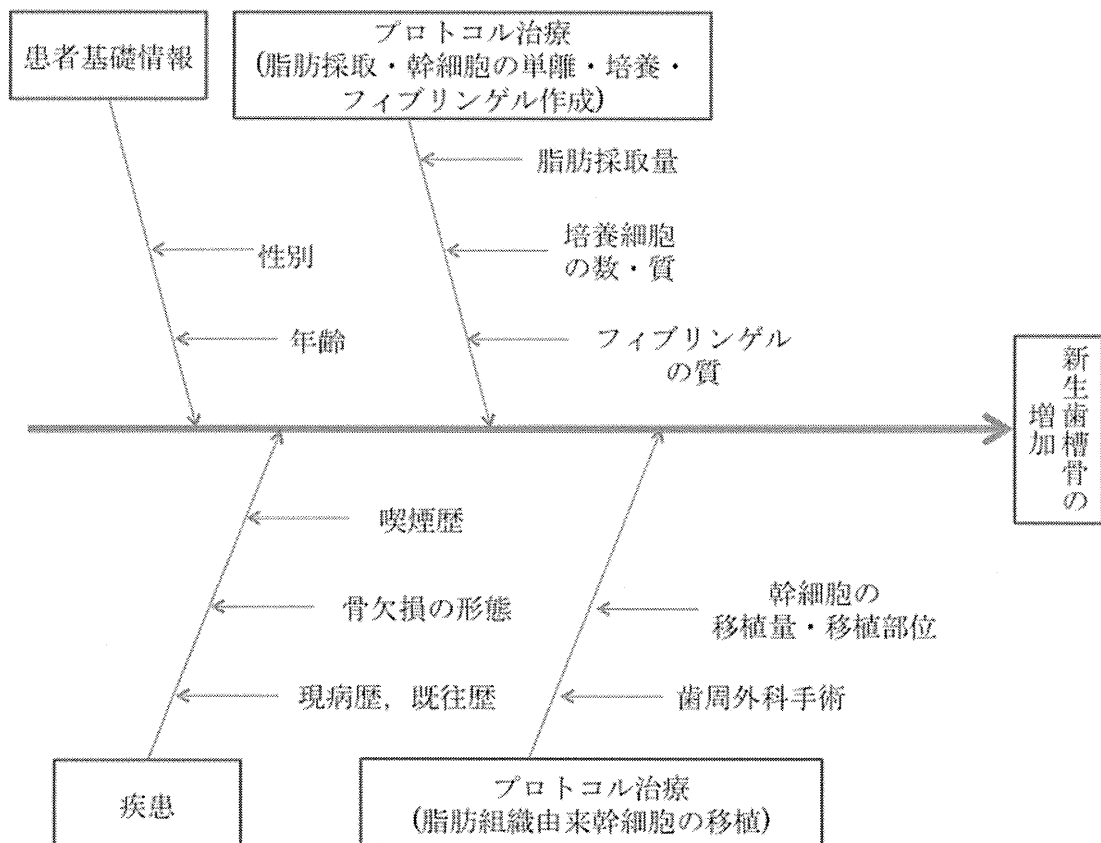 患者基礎情報
プロトコル治療
(脂肪採取・幹細胞の単離・培養・
フィブリンゲル作成)
脂肪採取量
培養細胞
の数・質
フィブリンゲル
の質
性別
年齢
新生歯槽骨の
増加
喫煙歴
骨欠損の形態
現病歴，既往歴
幹細胞の
移植量・移植部位
歯周外科手術
疾患
プロトコル治療
(脂肪組織由来幹細胞の移植)